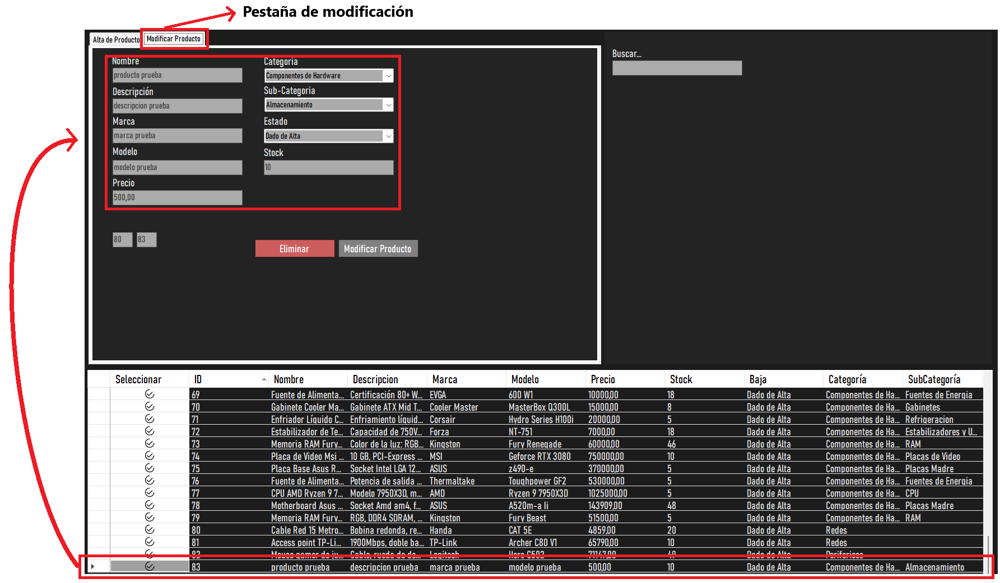 Pestaña de modificación
Alta de Producto Modificar Producto
Nombre Categoria
producto prueba Componentes de Hardware
Descripción Sub-Categoria
descripcion prueba Almacenamiento
Marca Estado
marca prueba Dado de Alta
Modelo Stock
modelo prueba 10
Precio
500,00
80 83
Eliminar Modificar Producto
Buscar...
Seleccionar ID Nombre Descripcion Marca Modelo Precio Stock Baja Categoría SubCategoría
69 Fuente de Alimenta... Certificación 80+ W... EVGA 600 W1 10000,00 18 Dado de Alta Componentes de Ha... Fuentes de Energia
70 Gabinete Cooler Ma... Gabinete ATX Mid T... Cooler Master MasterBox Q300L 15000,00 8 Dado de Alta Componentes de Ha... Gabinetes
71 Enfriador Líquido C... Enfriamiento líquid... Corsair Hydro Series H100i 20000,00 5 Dado de Alta Componentes de Ha... Refrigeracion
72 Estabilizador de Te... Capacidad de 750V... Forza NT-751 7000,00 18 Dado de Alta Componentes de Ha... Estabilizadores y U...
73 Memoria RAM Fury... Color de la luz: RGB... Kingston Fury Renegade 60000,00 46 Dado de Alta Componentes de Ha... RAM
74 Placa de Video Msi ... 10 GB, PCI-Express ... MSI Geforce RTX 3080 750000,00 10 Dado de Alta Componentes de Ha... Placas de Video
75 Placa Base Asus R... Socket Intel LGA 12... ASUS z490-e 370000,00 5 Dado de Alta Componentes de Ha... Placas Madre
76 Fuente de Alimenta... Potencia de salida ... Thermaltake Toughpower GF2 530000,00 5 Dado de Alta Componentes de Ha... Fuentes de Energia
77 CPU AMD Ryzen 9 7... Modelo 7950X3D, m... AMD Ryzen 9 7950X3D 1025000,00 5 Dado de Alta Componentes de Ha... CPU
78 Motherboard Asus ... Socket Amd am4, f... ASUS A520m-a Ii 143909,00 48 Dado de Alta Componentes de Ha... Placas Madre
79 Memoria RAM Fury... RGB, DDR4 SDRAM, ... Kingston Fury Beast 51500,00 5 Dado de Alta Componentes de Ha... RAM
80 Cable Red 15 Metro... Bobina redonda, re... Handa CAT 5E 4859,00 20 Dado de Alta Redes
81 Access point TP-Li... 1900Mbps, doble ba... TP-Link Archer C80 V1 65790,00 10 Dado de Alta Redes
82 Mouse gamer de ju... Cable, rueda de de... Logitech Hero G502 71147,00 49 Dado de Alta Perifericos
83 producto prueba descripcion prueba marca prueba modelo prueba 500,00 10 Dado de Alta Componentes de Ha... Almacenamiento